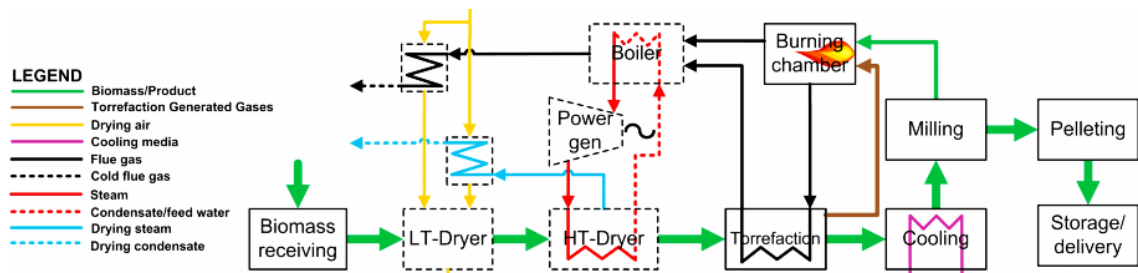 LEGEND
Biomass/Product
Torrefaction Generated Gases
Drying air
Cooling media
Flue gas
Cold flue gas
Steam
Condensate/feed water
Drying steam
Drying condensate
Boiler
Burning
chamber
Power
gen
Milling
Pelleting
Biomass
receiving
LT-Dryer
HT-Dryer
Torrefaction
Cooling
Storage/
delivery